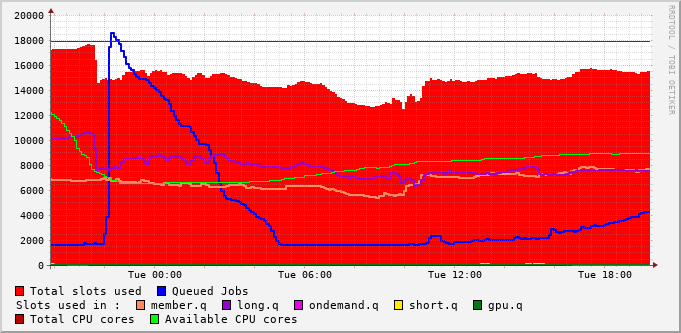 20000
18000
16000
14000
12000
10000
8000
6000
4000
2000
0
Tue 00:00 Tue 06:00 Tue 12:00 Tue 18:00
RRDTOOL / TOBI OETIKER
Total slots used Queued Jobs
Slots used in : member.q long.q ondemand.q short.q gpu.q
Total CPU cores Available CPU cores